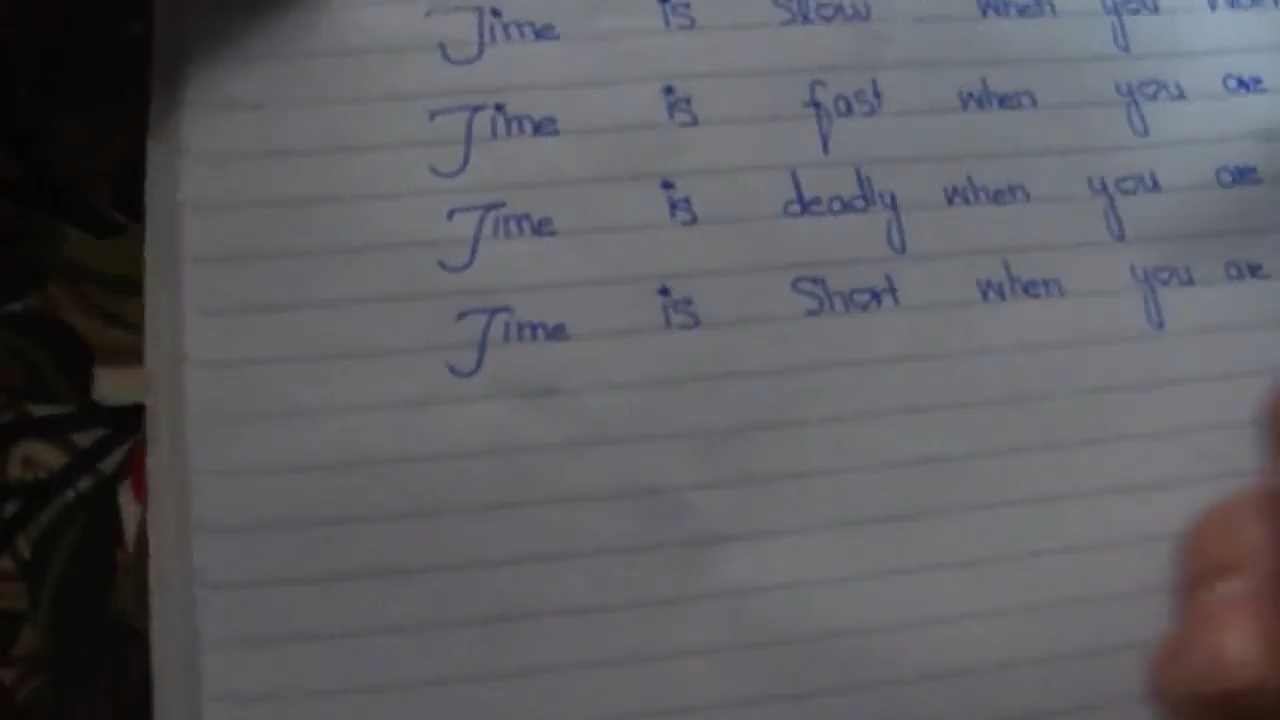 Time is Slow when you
Time is fast when you are
Time is deadly when you are
Time is Short when you are